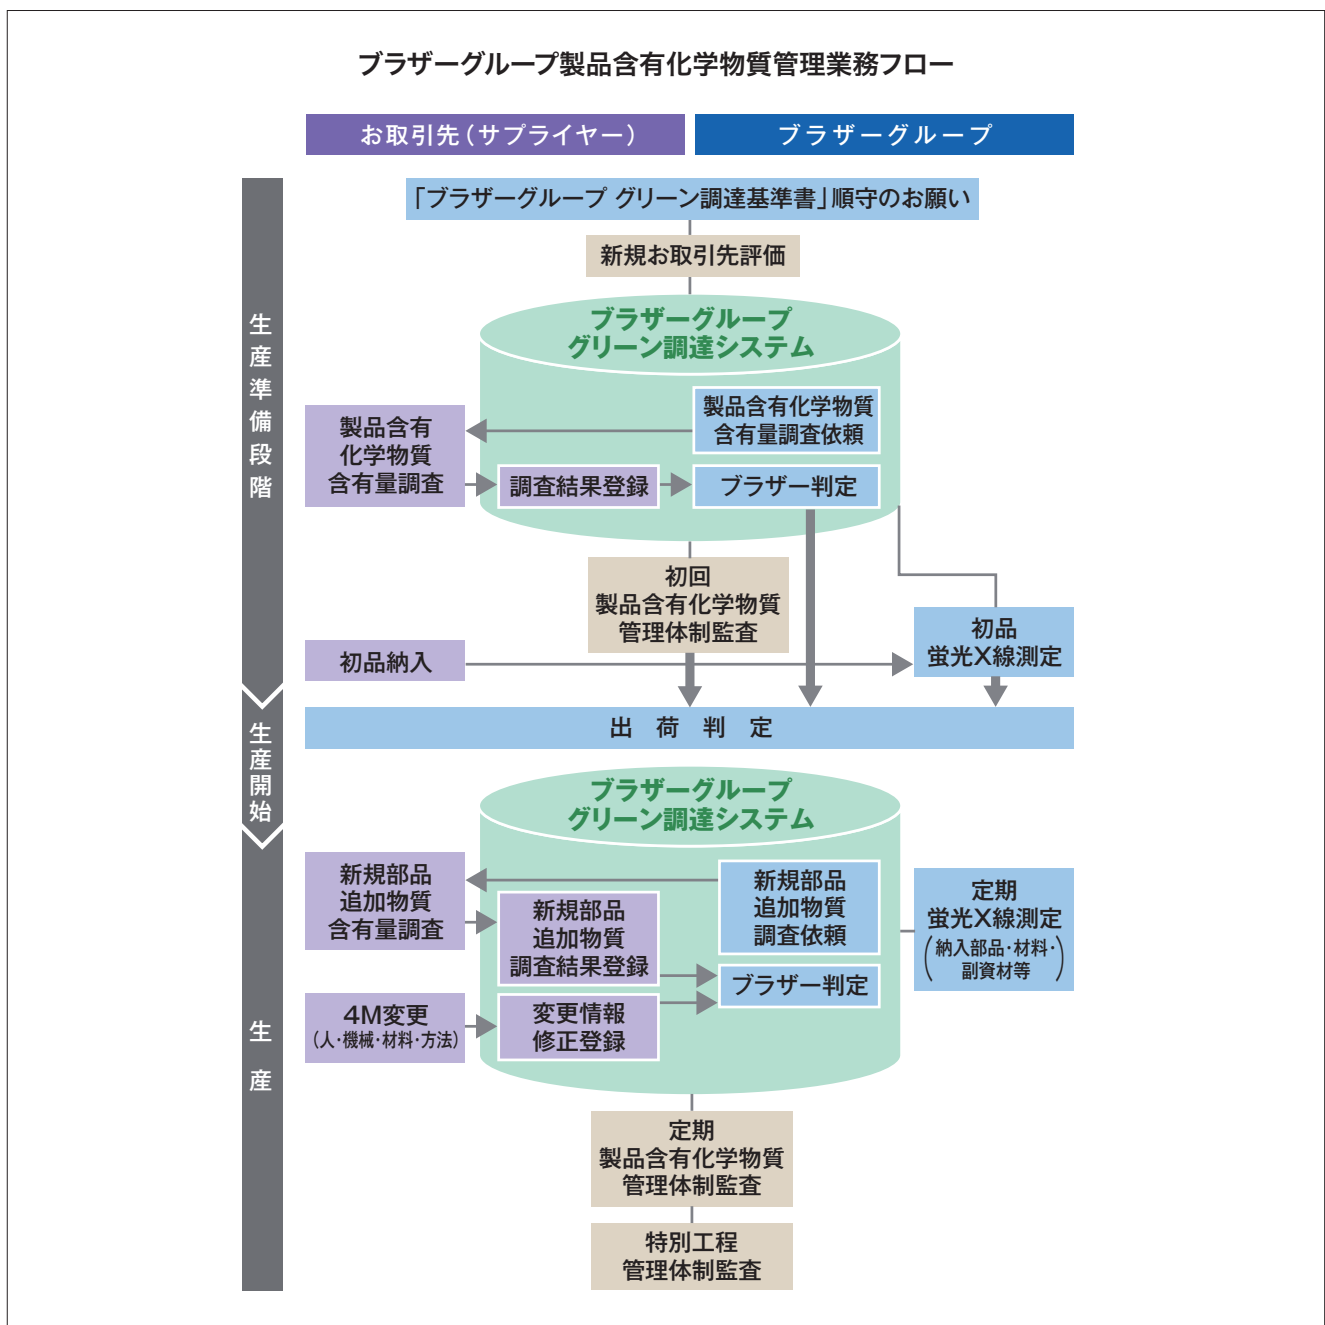 ブラザーグループ製品含有化学物質管理業務フロー
お取引先（サプライヤー）
ブラザーグループ
「ブラザーグループ グリーン調達基準書」順守のお願い
新規お取引先評価
生産準備段階
ブラザーグループ
グリーン調達システム
製品含有化学物質
含有量調査依頼
製品含有
化学物質
含有量調査
調査結果登録
ブラザー判定
初回
製品含有化学物質
管理体制監査
初品納入
初品
蛍光X線測定
出荷判定
生産開始
ブラザーグループ
グリーン調達システム
新規部品
追加物質
含有量調査
新規部品
追加物質
調査結果登録
新規部品
追加物質
調査依頼
ブラザー判定
定期
蛍光X線測定
（納入部品・材料・
副資材等）
4M変更
（人・機械・材料・方法）
変更情報
修正登録
生産
定期
製品含有化学物質
管理体制監査
特別工程
管理体制監査